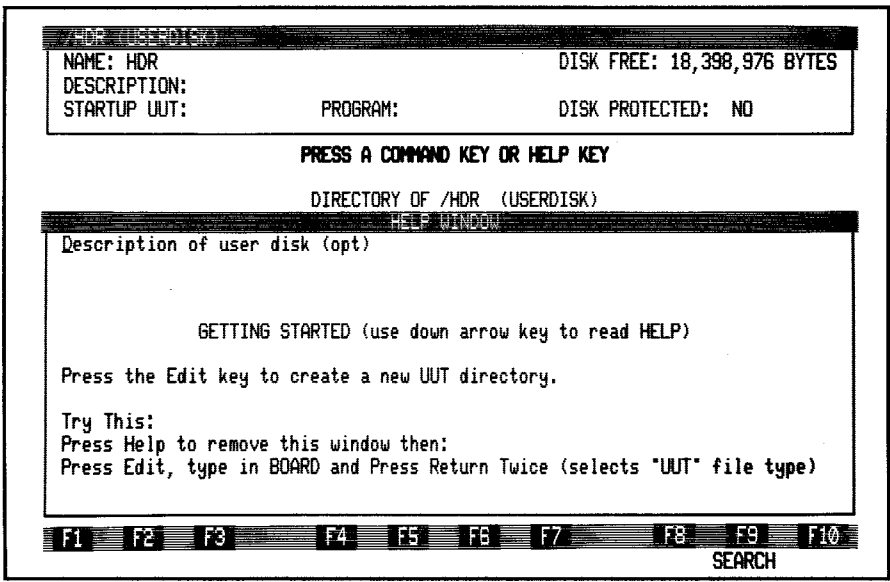 /HDR (USERDISK)
NAME: HDR DISK FREE: 18,398,976 BYTES
DESCRIPTION:
STARTUP UUT: PROGRAM: DISK PROTECTED: NO
PRESS A COMMAND KEY OR HELP KEY
DIRECTORY OF /HDR (USERDISK)
HELP WINDOW
Description of user disk (opt)
GETTING STARTED (use down arrow key to read HELP)
Press the Edit key to create a new UUT directory.
Try This:
Press Help to remove this window then:
Press Edit, type in BOARD and Press Return Twice (selects "UUT" file type)
F1 F2 F3 F4 F5 F6 F7 F8 F9 F10
SEARCH